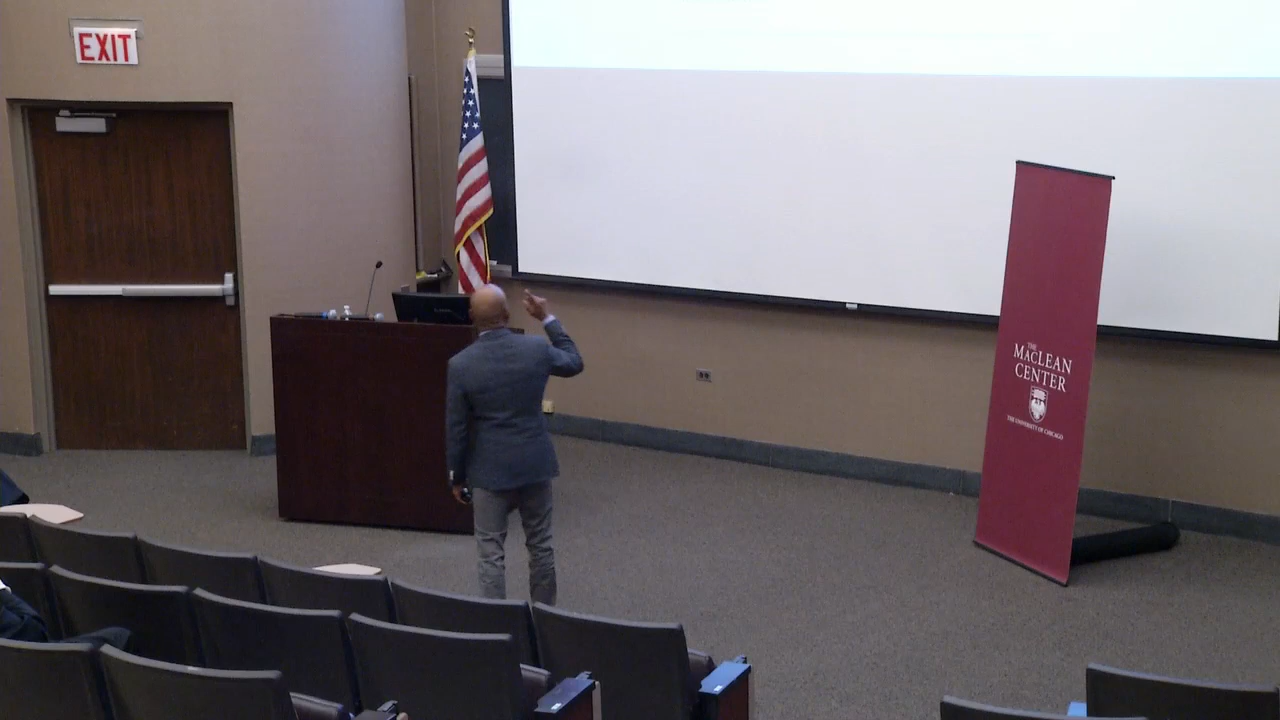 EXIT
THE
MACLEAN
CENTER
THE UNIVERSITY OF CHICAGO